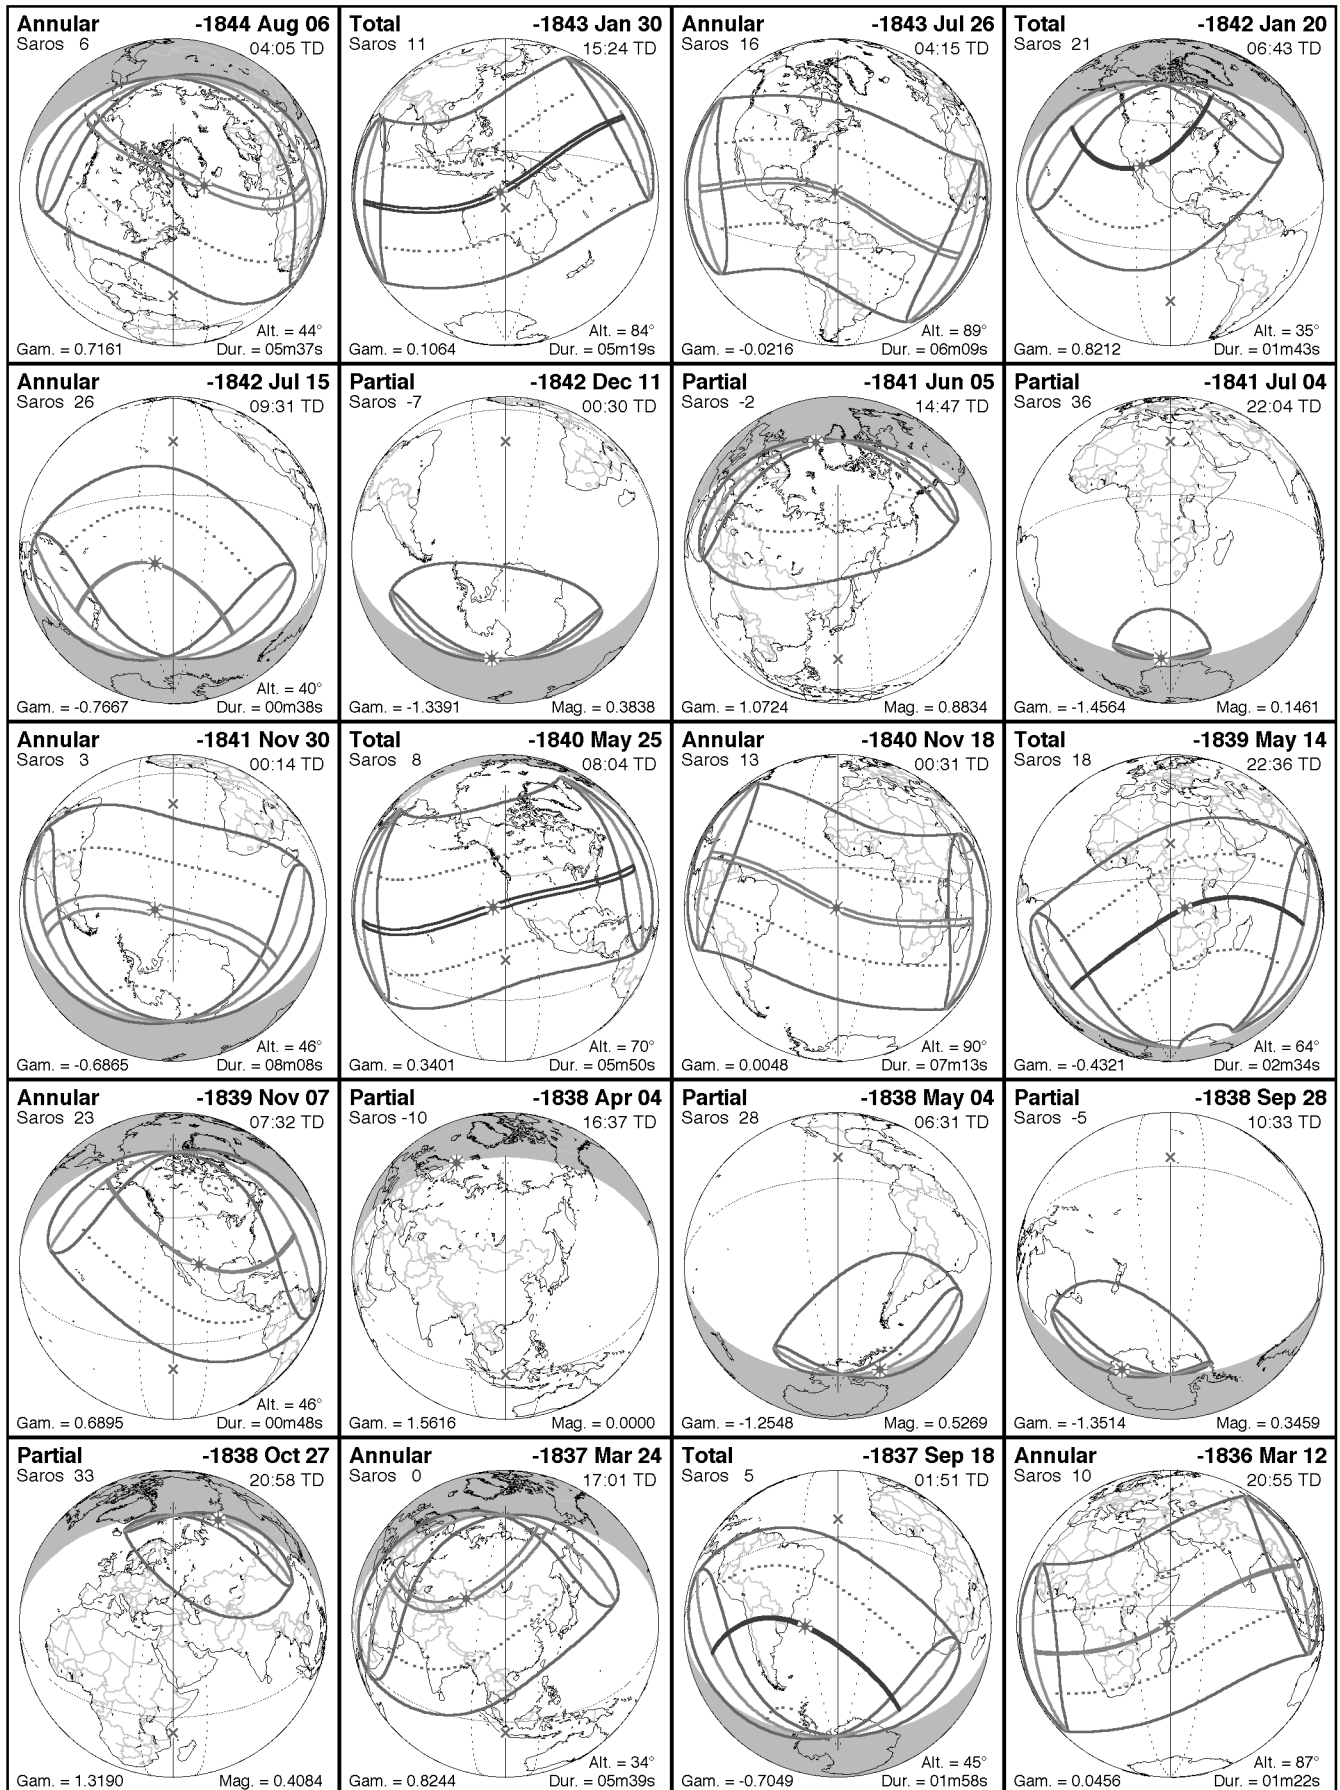 Annular -1844 Aug 06
Saros 6 04:05 TD
Alt. = 44°
Gam. = 0.7161 Dur. = 05m37s
Total -1843 Jan 30
Saros 11 15:24 TD
Alt. = 84°
Gam. = 0.1064 Dur. = 05m19s
Annular -1843 Jul 26
Saros 16 04:15 TD
Alt. = 89°
Gam. = -0.0216 Dur. = 06m09s
Total -1842 Jan 20
Saros 21 06:43 TD
Alt. = 35°
Gam. = 0.8212 Dur. = 01m43s
Annular -1842 Jul 15
Saros 26 09:31 TD
Alt. = 40°
Gam. = -0.7667 Dur. = 00m38s
Partial -1842 Dec 11
Saros -7 00:30 TD
Gam. = -1.3391 Mag. = 0.3838
Partial -1841 Jun 05
Saros -2 14:47 TD
Gam. = 1.0724 Mag. = 0.8834
Partial -1841 Jul 04
Saros 36 22:04 TD
Gam. = -1.4564 Mag. = 0.1461
Annular -1841 Nov 30
Saros 3 00:14 TD
Alt. = 46°
Gam. = -0.6865 Dur. = 08m08s
Total -1840 May 25
Saros 8 08:04 TD
Alt. = 70°
Gam. = 0.3401 Dur. = 05m50s
Annular -1840 Nov 18
Saros 13 00:31 TD
Alt. = 90°
Gam. = 0.0048 Dur. = 07m13s
Total -1839 May 14
Saros 18 22:36 TD
Alt. = 64°
Gam. = -0.4321 Dur. = 02m34s
Annular -1839 Nov 07
Saros 23 07:32 TD
Alt. = 46°
Gam. = 0.6895 Dur. = 00m48s
Partial -1838 Apr 04
Saros -10 16:37 TD
Gam. = 1.5616 Mag. = 0.0000
Partial -1838 May 04
Saros 28 06:31 TD
Gam. = -1.2548 Mag. = 0.5269
Partial -1838 Sep 28
Saros -5 10:33 TD
Gam. = -1.3514 Mag. = 0.3459
Partial -1838 Oct 27
Saros 33 20:58 TD
Gam. = 1.3190 Mag. = 0.4084
Annular -1837 Mar 24
Saros 0 17:01 TD
Alt. = 34°
Gam. = 0.8244 Dur. = 05m39s
Total -1837 Sep 18
Saros 5 01:51 TD
Alt. = 45°
Gam. = -0.7049 Dur. = 01m58s
Annular -1836 Mar 12
Saros 10 20:55 TD
Alt. = 87°
Gam. = 0.0456 Dur. = 01m22s